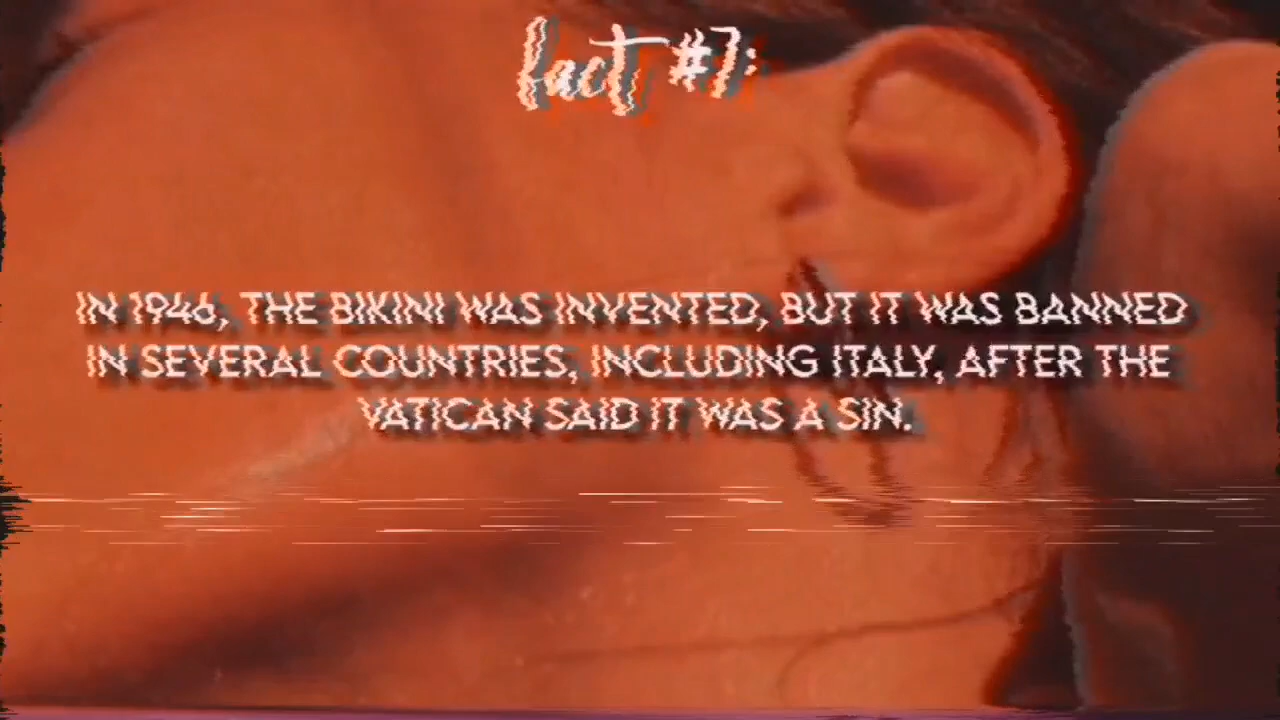 fact #7:
IN 1946, THE BIKINI WAS INVENTED, BUT IT WAS BANNED
IN SEVERAL COUNTRIES, INCLUDING ITALY, AFTER THE
VATICAN SAID IT WAS A SIN.